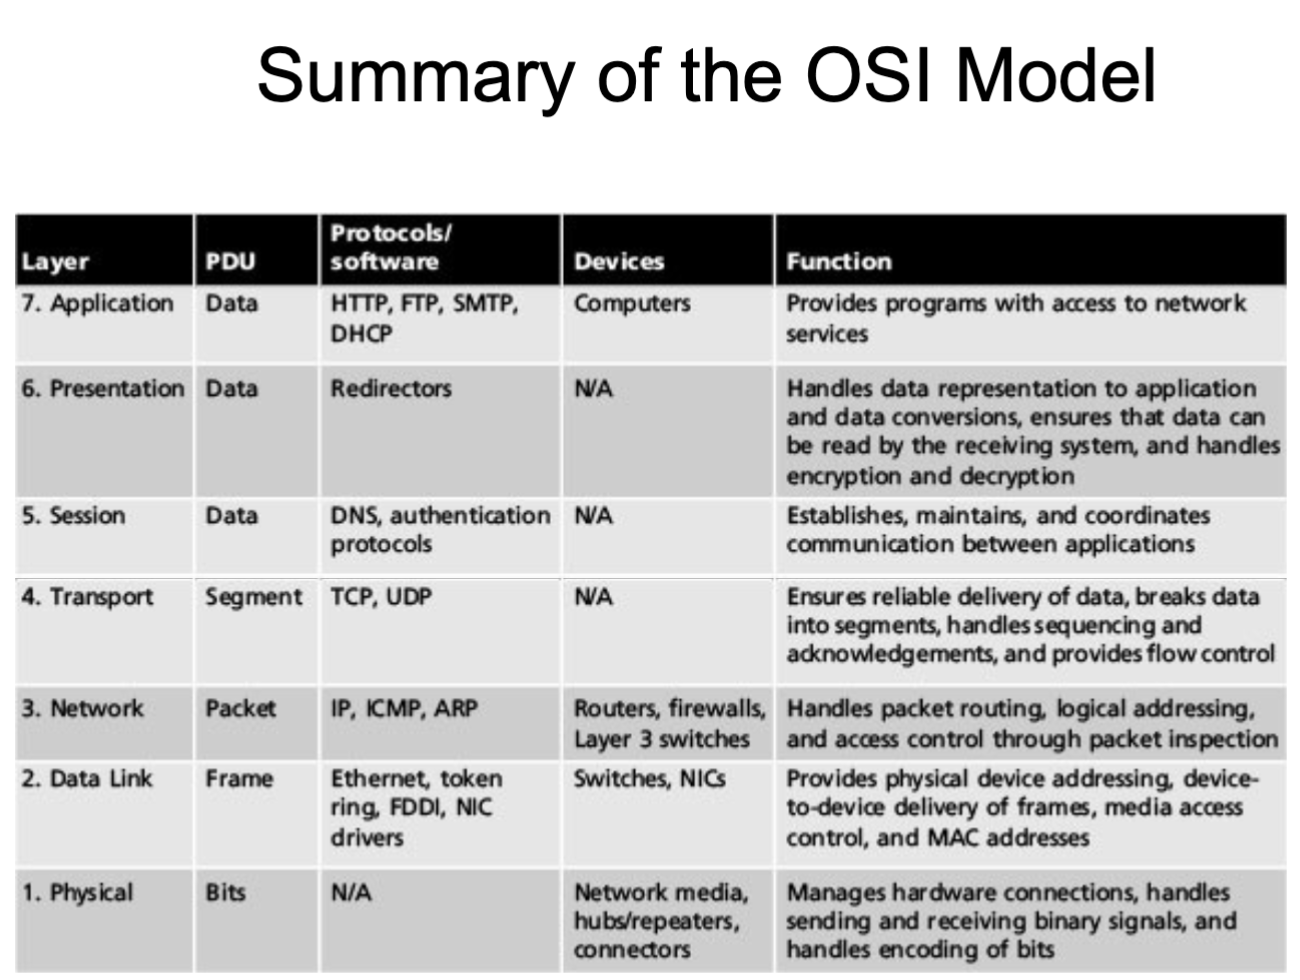 Summary of the OSI Model
Layer PDU Protocols/ software Devices Function
7. Application Data HTTP, FTP, SMTP, Computers Provides programs with access to network
DHCP services
6. Presentation Data Redirectors N/A Handles data representation to application
and data conversions, ensures that data can
be read by the receiving system, and handles
encryption and decryption
5. Session Data DNS, authentication N/A Establishes, maintains, and coordinates
protocols communication between applications
4. Transport Segment TCP, UDP N/A Ensures reliable delivery of data, breaks data
into segments, handles sequencing and
acknowledgements, and provides flow control
3. Network Packet IP, ICMP, ARP Routers, firewalls, Handles packet routing, logical addressing,
Layer 3 switches and access control through packet inspection
2. Data Link Frame Ethernet, token Switches, NICs Provides physical device addressing, device-
ring, FDDI, NIC to-device delivery of frames, media access
drivers control, and MAC addresses
1. Physical Bits N/A Network media, Manages hardware connections, handles
hubs/repeaters, sending and receiving binary signals, and
connectors handles encoding of bits